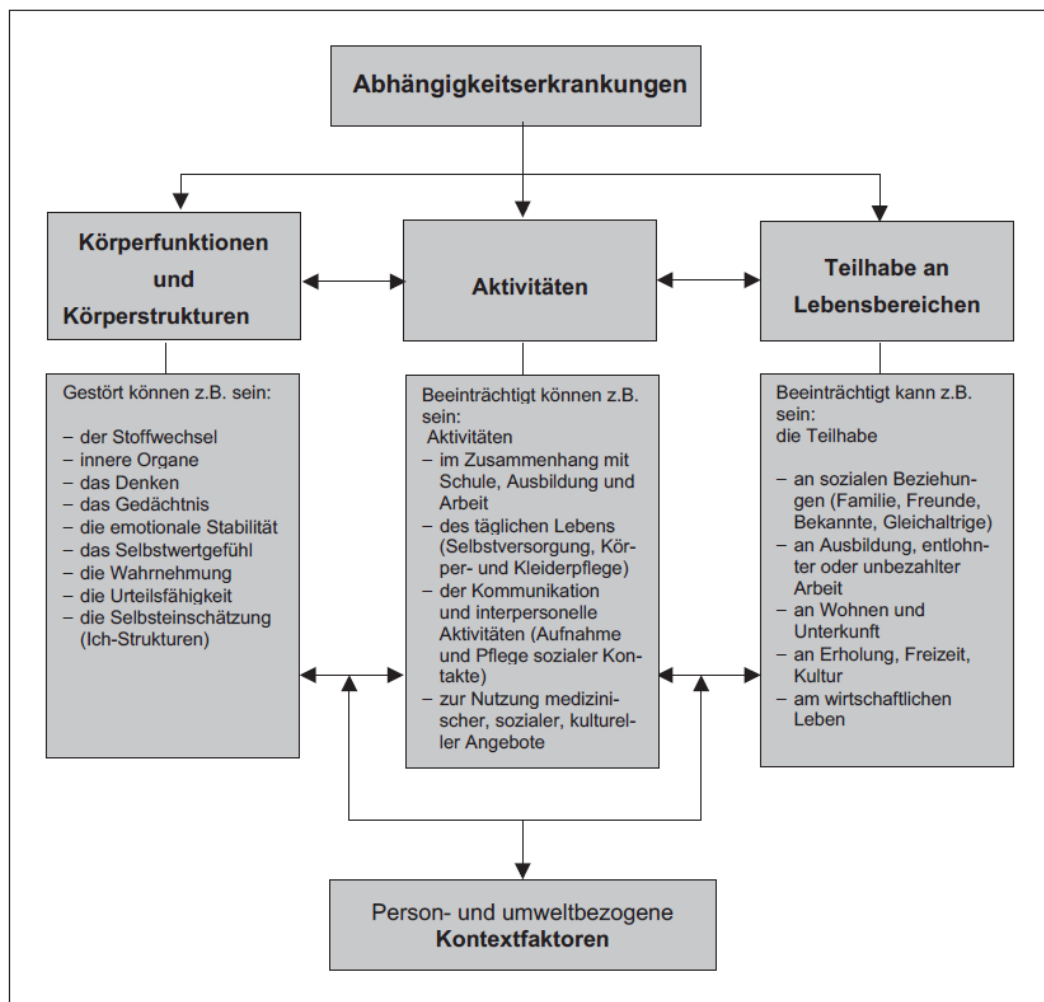 Abhängigkeitserkrankungen
Körperfunktionen
und
Körperstrukturen
Aktivitäten
Teilhabe an
Lebensbereichen
Gestört können z.B. sein:
– der Stoffwechsel
– innere Organe
– das Denken
– das Gedächtnis
– die emotionale Stabilität
– das Selbstwertgefühl
– die Wahrnehmung
– die Urteilsfähigkeit
– die Selbsteinschätzung
(Ich-Strukturen)
Beeinträchtigt können z.B.
sein:
Aktivitäten
– im Zusammenhang mit
Schule, Ausbildung und
Arbeit
– des täglichen Lebens
(Selbstversorgung, Kör-
per- und Kleiderpflege)
– der Kommunikation
und interpersonelle
Aktivitäten (Aufnahme
und Pflege sozialer Kon-
takte)
– zur Nutzung medizini-
scher, sozialer, kulturel-
ler Angebote
Beeinträchtigt kann z.B.
sein:
die Teilhabe
– an sozialen Beziehun-
gen (Familie, Freunde,
Bekannte, Gleichaltrige)
– an Ausbildung, entlohn-
ter oder unbezahlter
Arbeit
– an Wohnen und
Unterkunft
– an Erholung, Freizeit,
Kultur
– am wirtschaftlichen
Leben
Person- und umweltbezogene
Kontextfaktoren